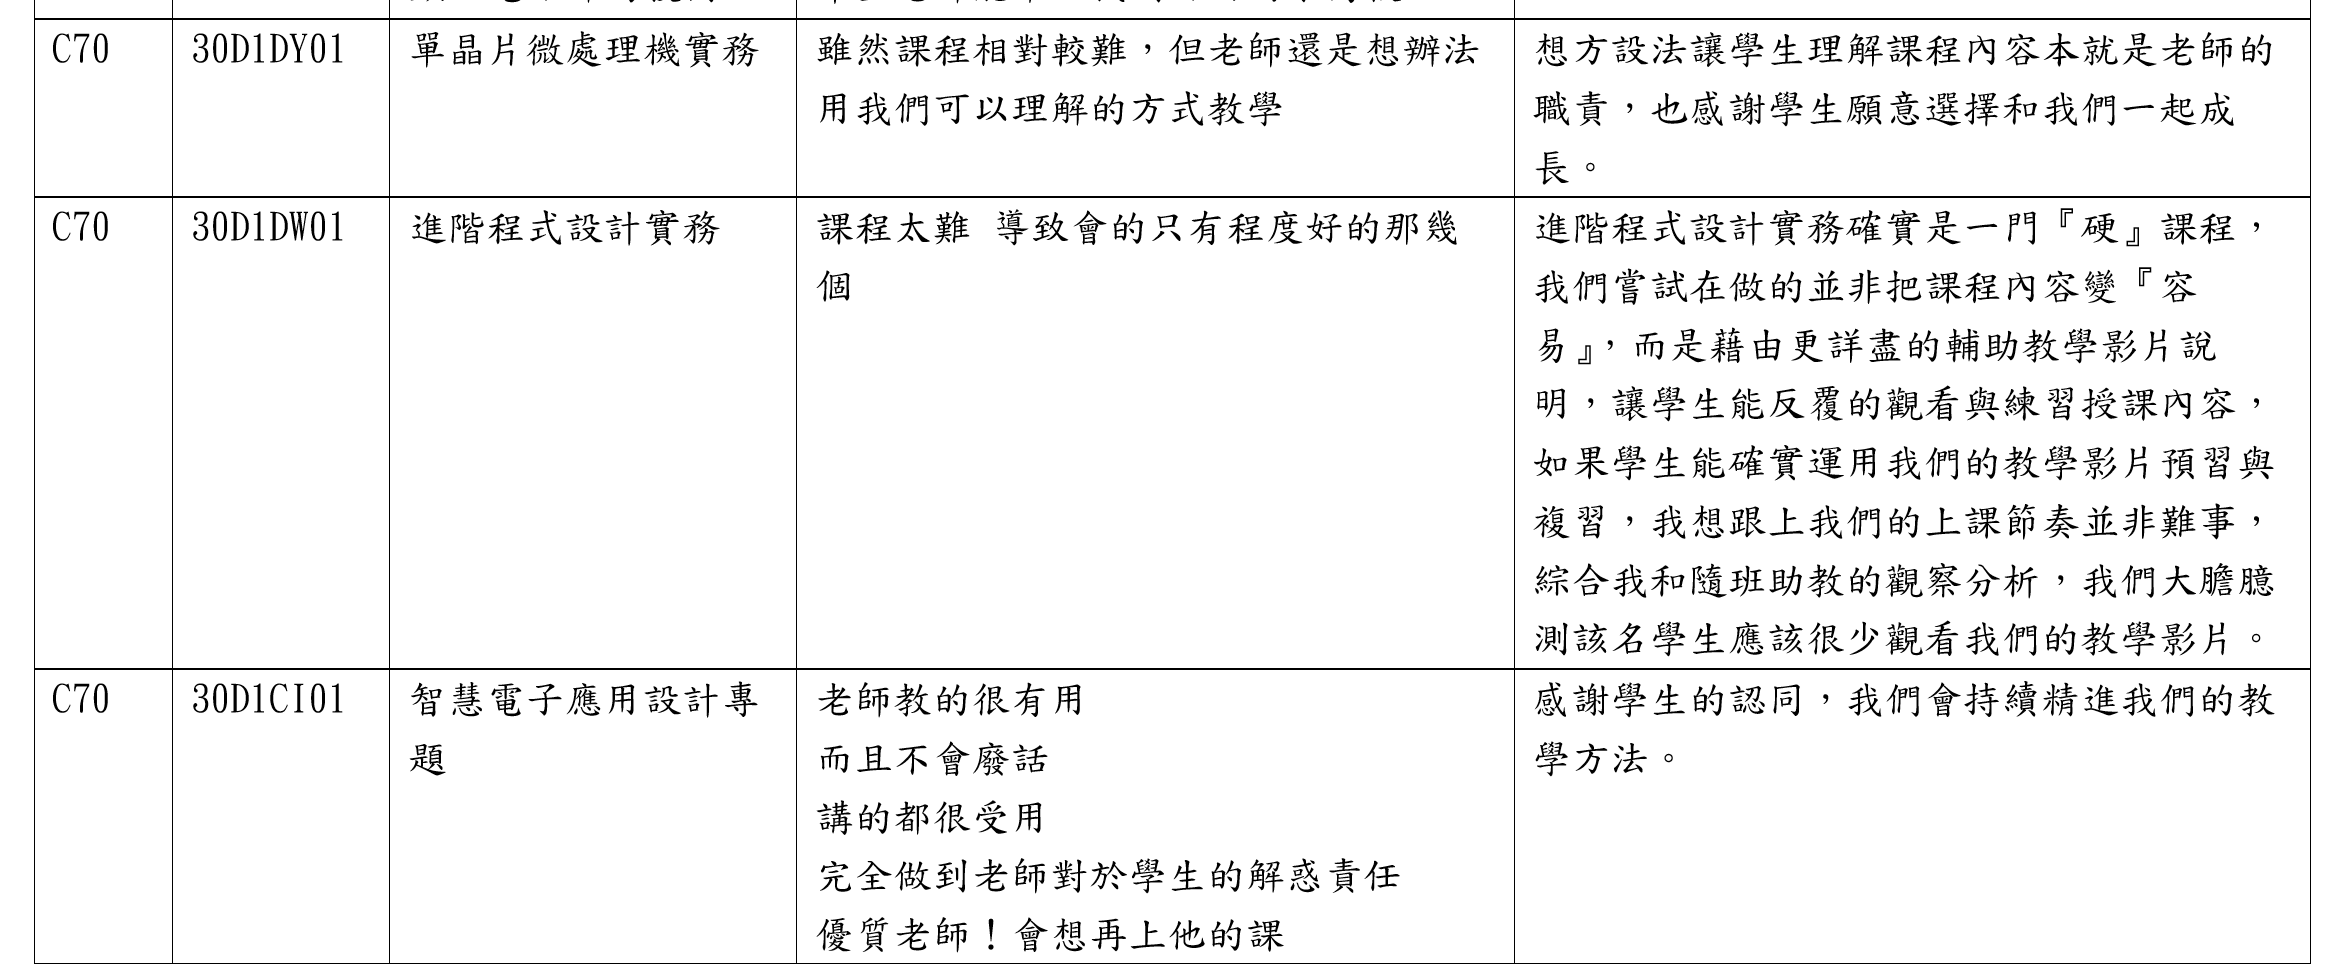 C70
30D1DY01
單晶片微處理機實務
雖然課程相對較難，但老師還是想辦法
用我們可以理解的方式教學
想方設法讓學生理解課程內容本就是老師的
職責，也感謝學生願意選擇和我們一起成
長。
C70
30D1DW01
進階程式設計實務
課程太難 導致會的只有程度好的那幾
個
進階程式設計實務確實是一門『硬』課程，
我們嘗試在做的並非把課程內容變『容
易』，而是藉由更詳盡的輔助教學影片說
明，讓學生能反覆的觀看與練習授課內容，
如果學生能確實運用我們的教學影片預習與
複習，我想跟上我們的上課節奏並非難事，
綜合我和隨班助教的觀察分析，我們大膽臆
測該名學生應該很少觀看我們的教學影片。
C70
30D1CI01
智慧電子應用設計專
題
老師教的很有用
而且不會廢話
講的都很受用
完全做到老師對於學生的解惑責任
優質老師！會想再上他的課
感謝學生的認同，我們會持續精進我們的教
學方法。